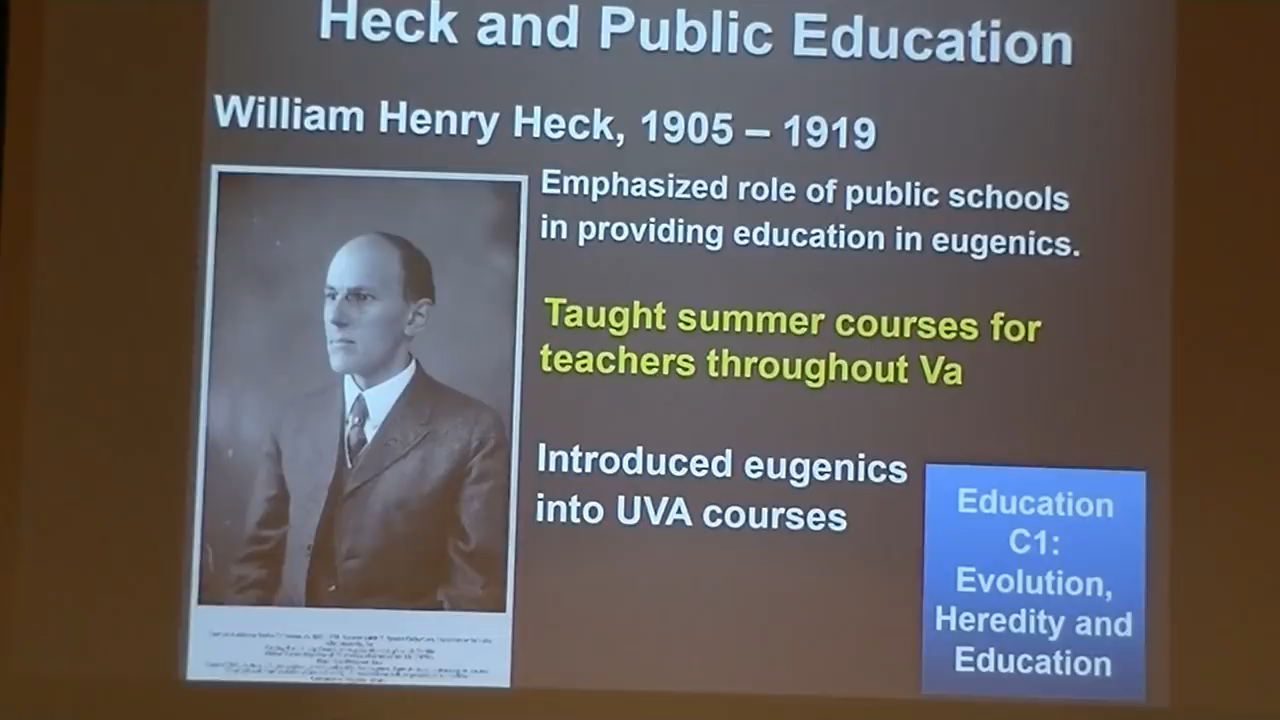 Heck and Public Education
William Henry Heck, 1905 – 1919
Emphasized role of public schools
in providing education in eugenics.
Taught summer courses for
teachers throughout Va
Introduced eugenics
into UVA courses
Education
C1:
Evolution,
Heredity and
Education